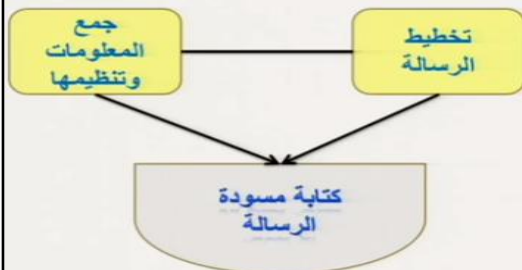 تخطيط
الرسالة
جمع
المعلومات
وتنظيمها
كتابة مسودة
الرسالة